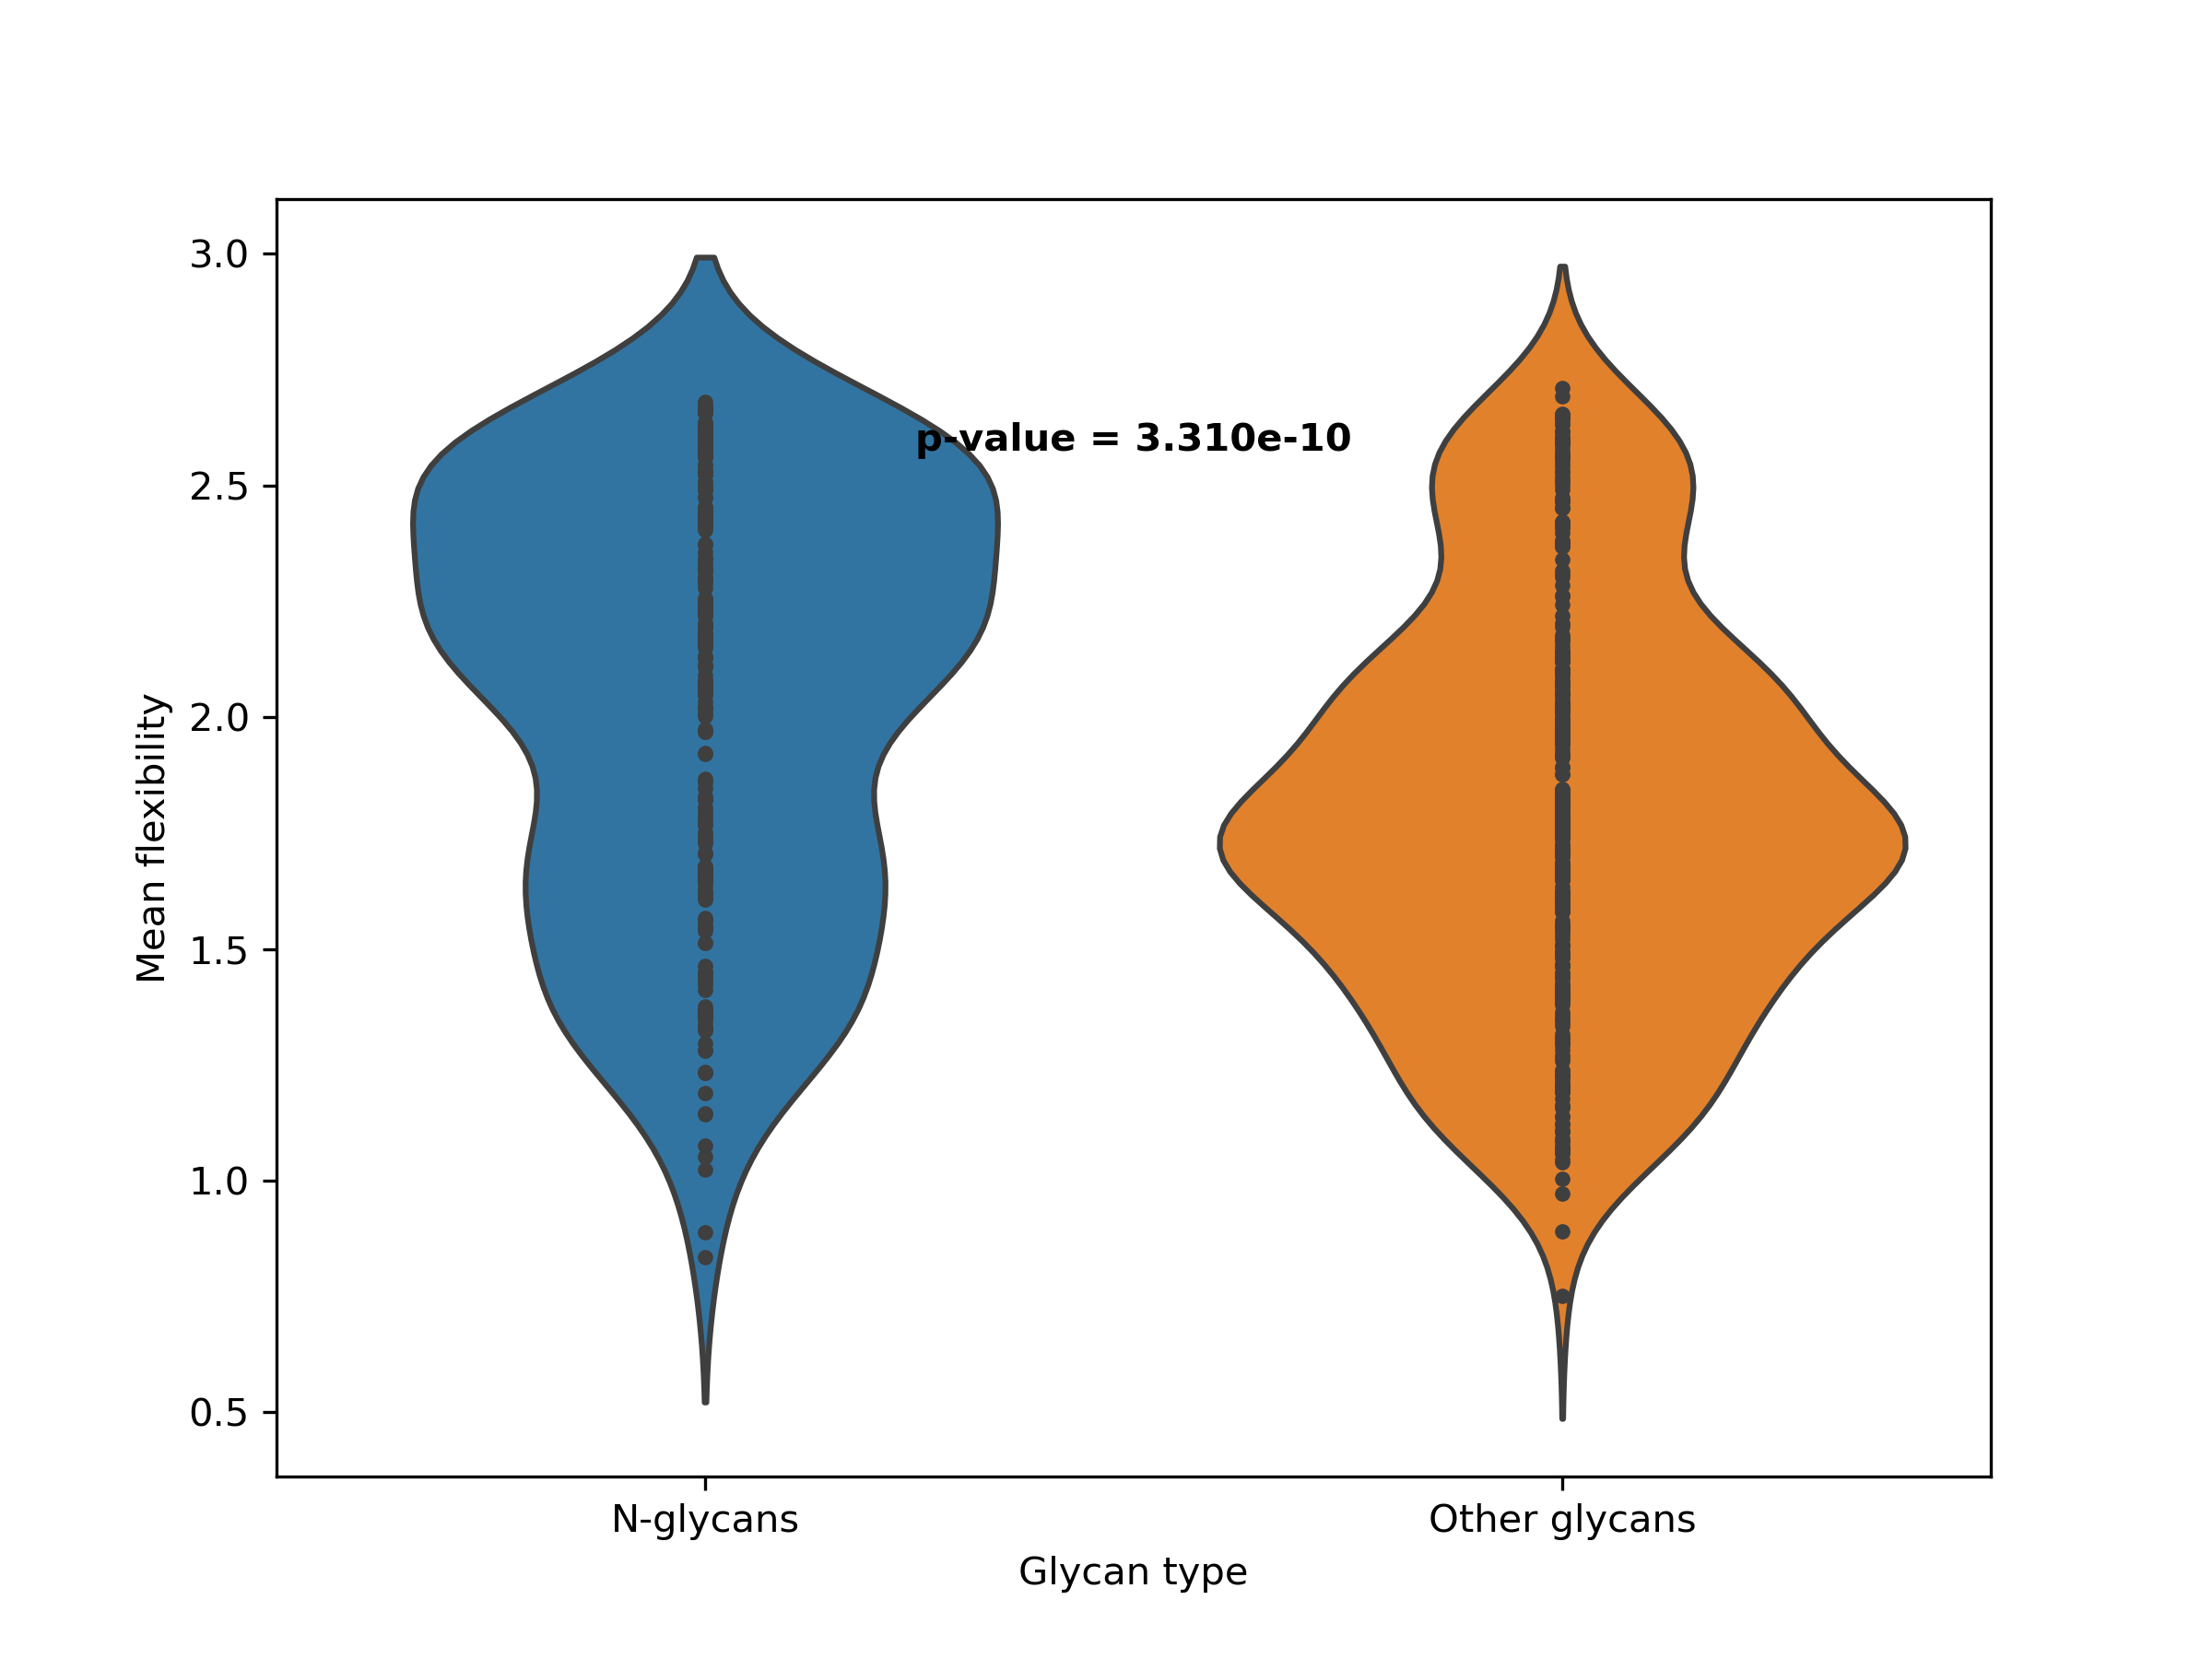 3.0
p-value = 3.310e-10
2.5
2.0
Mean flexibility
1.5
1.0
0.5
N-glycans
Other glycans
Glycan type